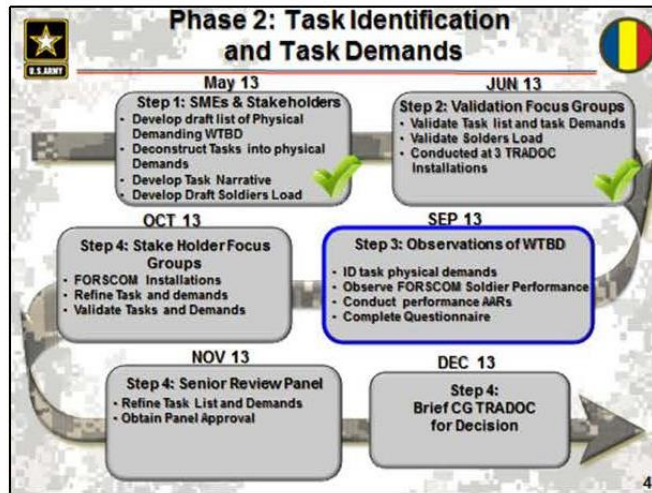 U.S.ARMY
Phase 2: Task Identification
and Task Demands
May 13
Step 1: SMEs & Stakeholders
• Develop draft list of Physical
Demanding WTBD
• Deconstruct Tasks into physical
Demands
• Develop Task Narrative
• Develop Draft Soldiers Load
JUN 13
Step 2: Validation Focus Groups
• Validate Task list and task Demands
• Validate Solders Load
• Conducted at 3 TRADOC
Installations
OCT 13
Step 4: Stake Holder Focus
Groups
• FORSCOM Installations
• Refine Task and demands
• Validate Tasks and Demands
SEP 13
Step 3: Observations of WTBD
• ID task physical demands
• Observe FORSCOM Soldier Performance
• Conduct performance AARs
• Complete Questionnaire
NOV 13
Step 4: Senior Review Panel
• Refine Task List and Demands
• Obtain Panel Approval
DEC 13
Step 4:
Brief CG TRADOC
for Decision
4